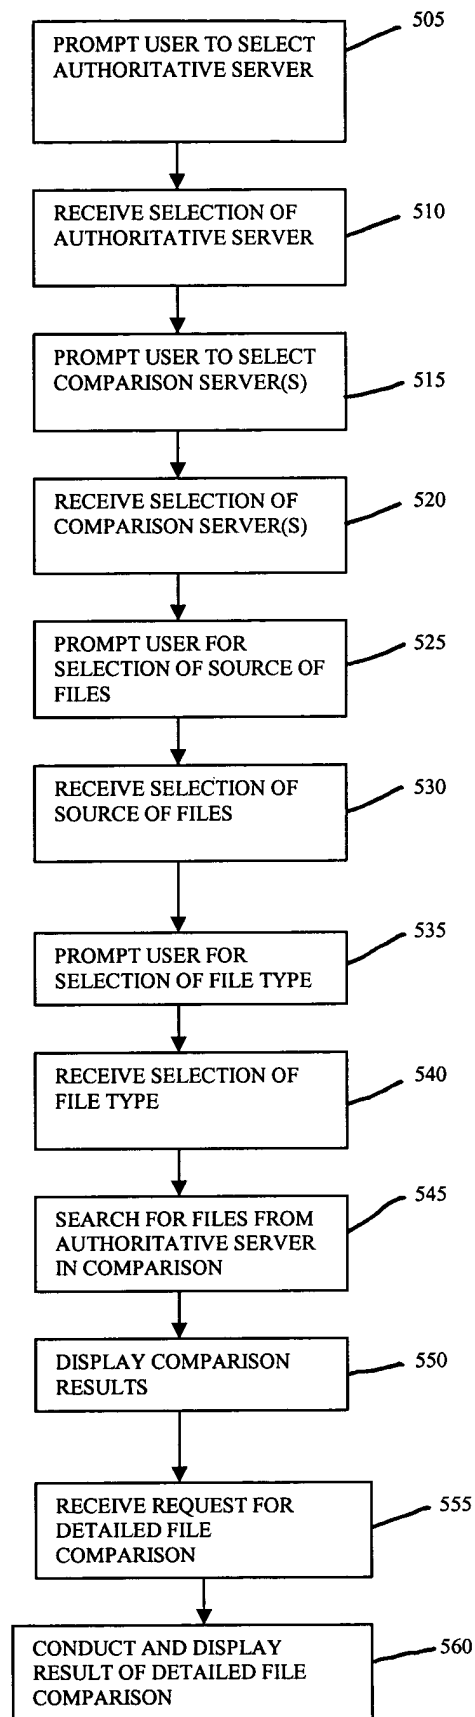 505
PROMPT USER TO SELECT
AUTHORITATIVE SERVER
RECEIVE SELECTION OF
AUTHORITATIVE SERVER
510
PROMPT USER TO SELECT
COMPARISON SERVER(S)
515
RECEIVE SELECTION OF
COMPARISON SERVER(S)
520
PROMPT USER FOR
SELECTION OF SOURCE OF
FILES
525
RECEIVE SELECTION OF
SOURCE OF FILES
530
PROMPT USER FOR
SELECTION OF FILE TYPE
535
RECEIVE SELECTION OF
FILE TYPE
540
SEARCH FOR FILES FROM
AUTHORITATIVE SERVER
IN COMPARISON
545
DISPLAY COMPARISON
RESULTS
550
RECEIVE REQUEST FOR
DETAILED FILE
COMPARISON
555
CONDUCT AND DISPLAY
RESULT OF DETAILED FILE
COMPARISON
560